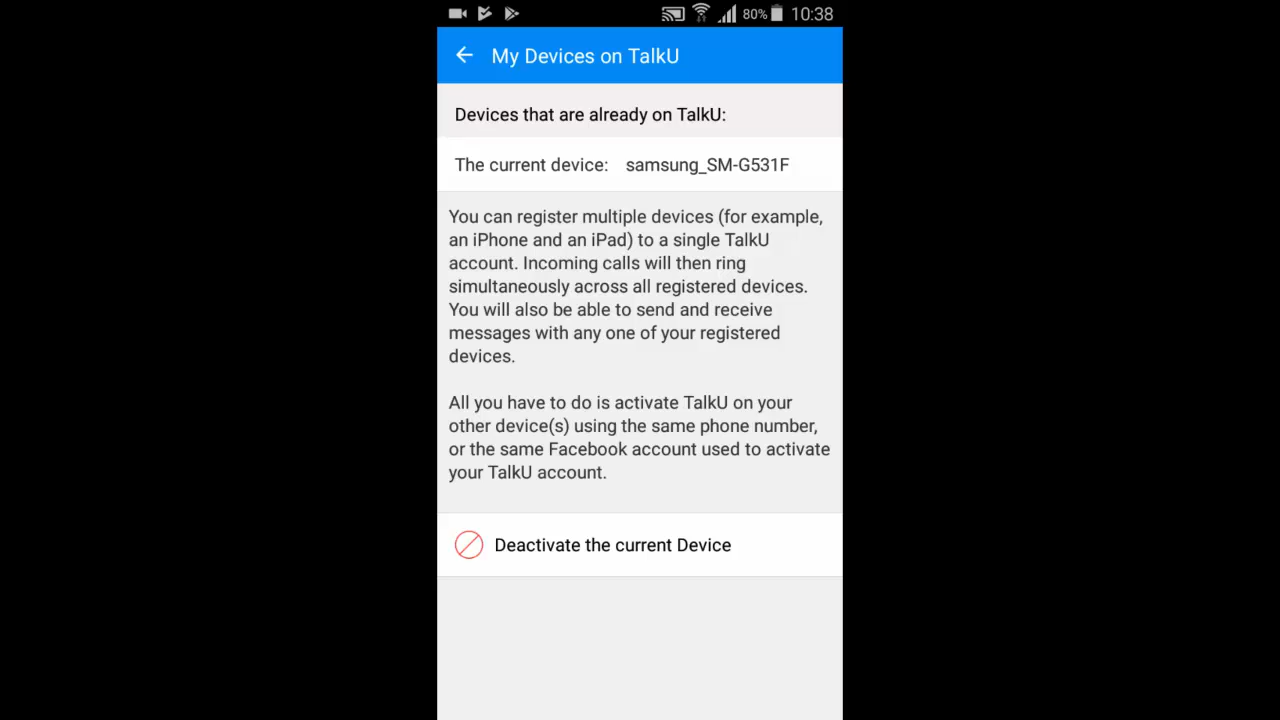 80% 10:38
My Devices on TalkU
Devices that are already on TalkU:
The current device: samsung_SM-G531F
You can register multiple devices (for example,
an iPhone and an iPad) to a single TalkU
account. Incoming calls will then ring
simultaneously across all registered devices.
You will also be able to send and receive
messages with any one of your registered
devices.
All you have to do is activate TalkU on your
other device(s) using the same phone number,
or the same Facebook account used to activate
your TalkU account.
Deactivate the current Device